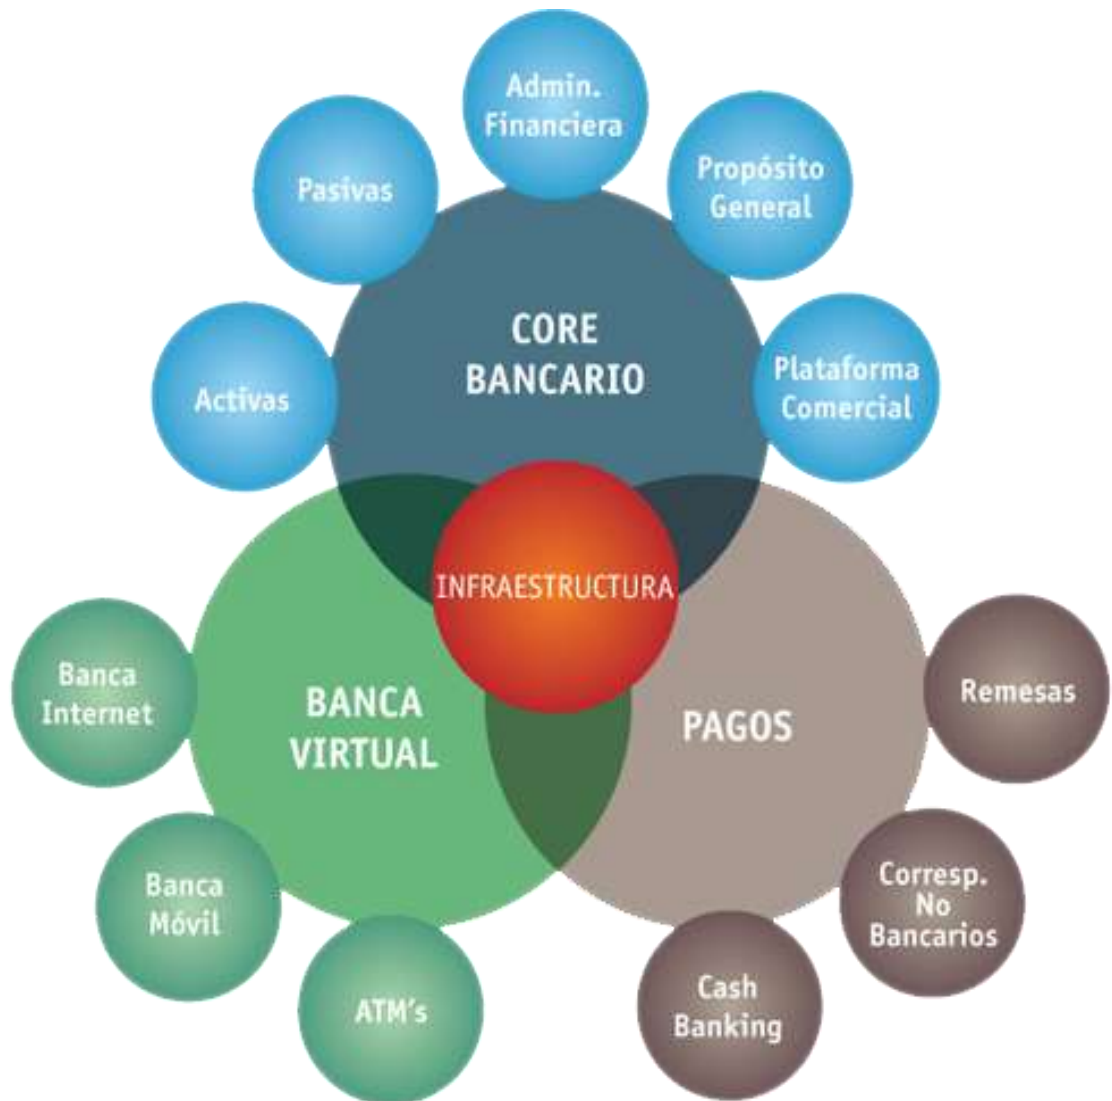 Admin.
Financiera
Pasivas
Propósito
General
CORE
BANCARIO
Activas
Plataforma
Comercial
INFRAESTRUCTURA
Banca
Internet
BANCA
VIRTUAL
PAGOS
Remesas
Banca
Móvil
Corresp.
No
Bancarios
ATM's
Cash
Banking